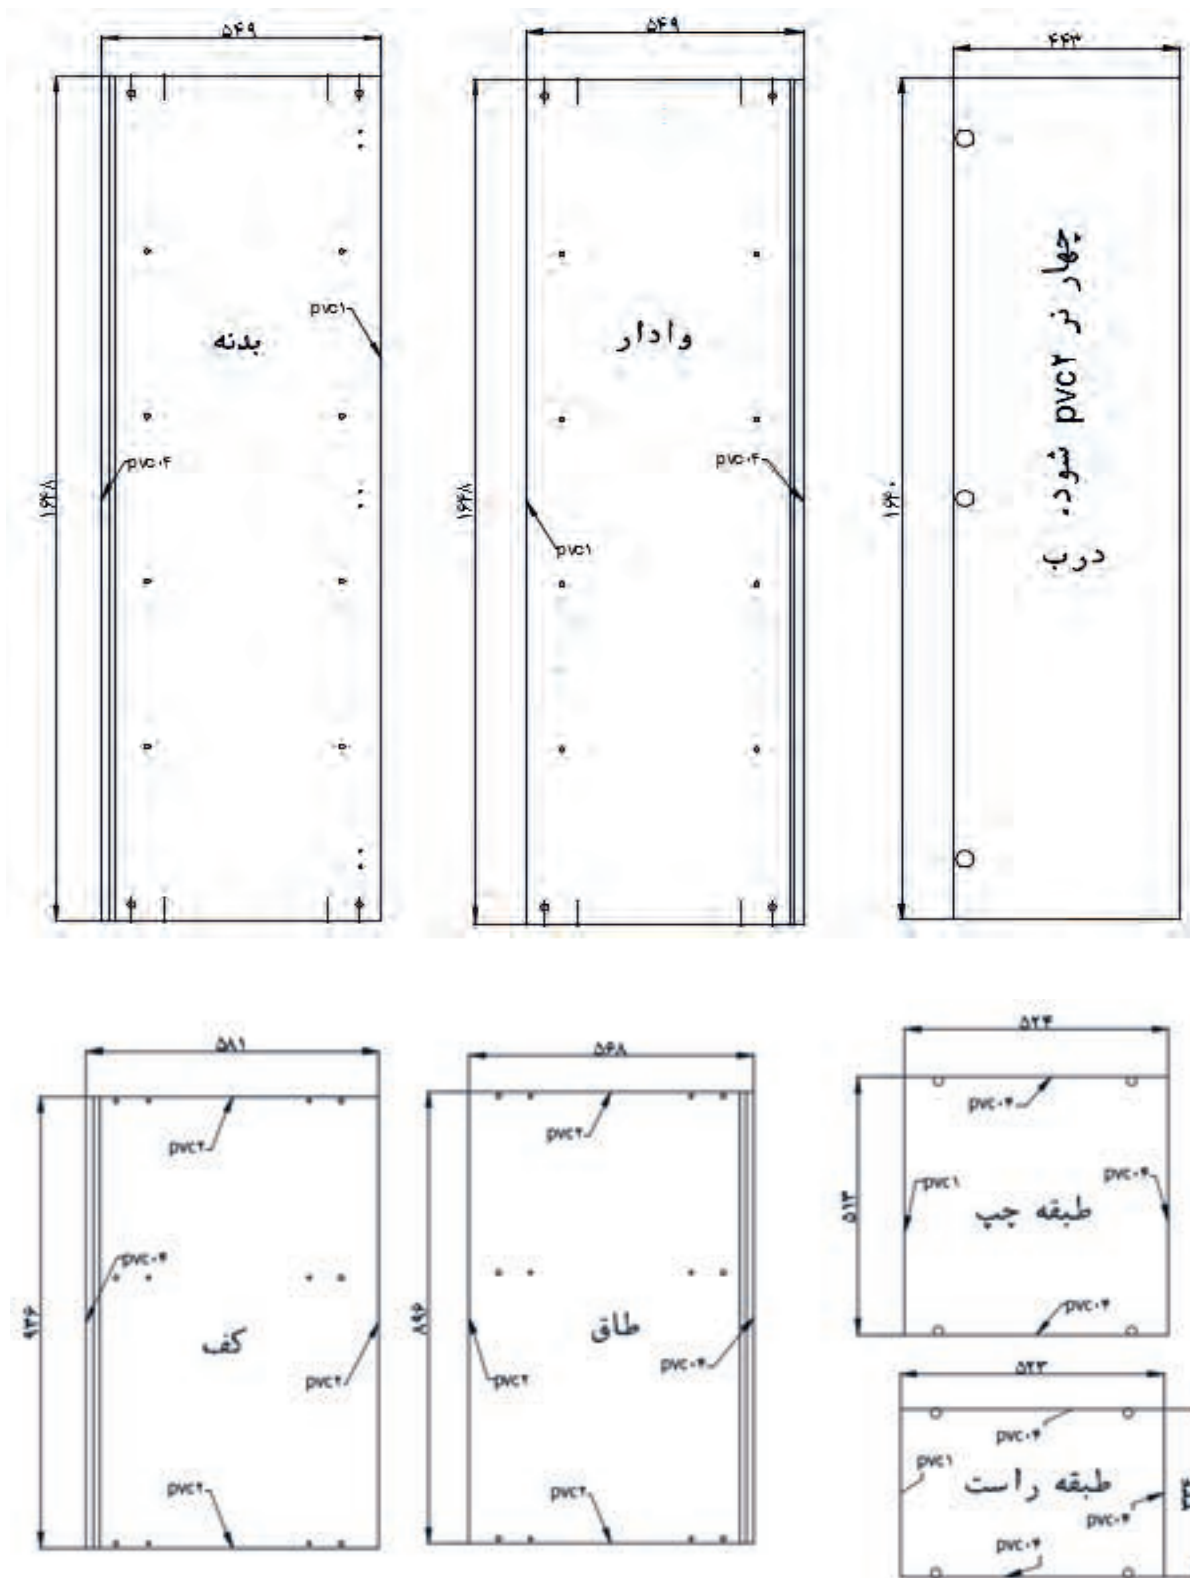 ۵۴۹
۱۶۴۸
pvc۱
بدنه
pvc۰۴
۵۴۹
۱۶۴۸
وادار
pvc۰۴
pvc۱
۴۴۳
۱۶۴۰
چهار نر pvc۲ شود.
درب
۵۸۱
pvc۲
pvc۰۴
کف
pvc۲
pvc۲
۵۶۸
۸۹۶
pvc۲
طاق
pvc۰۴
pvc۲
pvc۲
۵۲۴
۵۱۳
pvc۰۴
pvc۱
pvc۰۴
طبقه چپ
pvc۰۴
۵۲۳
pvc۰۴
pvc۱
طبقه راست
pvc۰۴
pvc۰۴